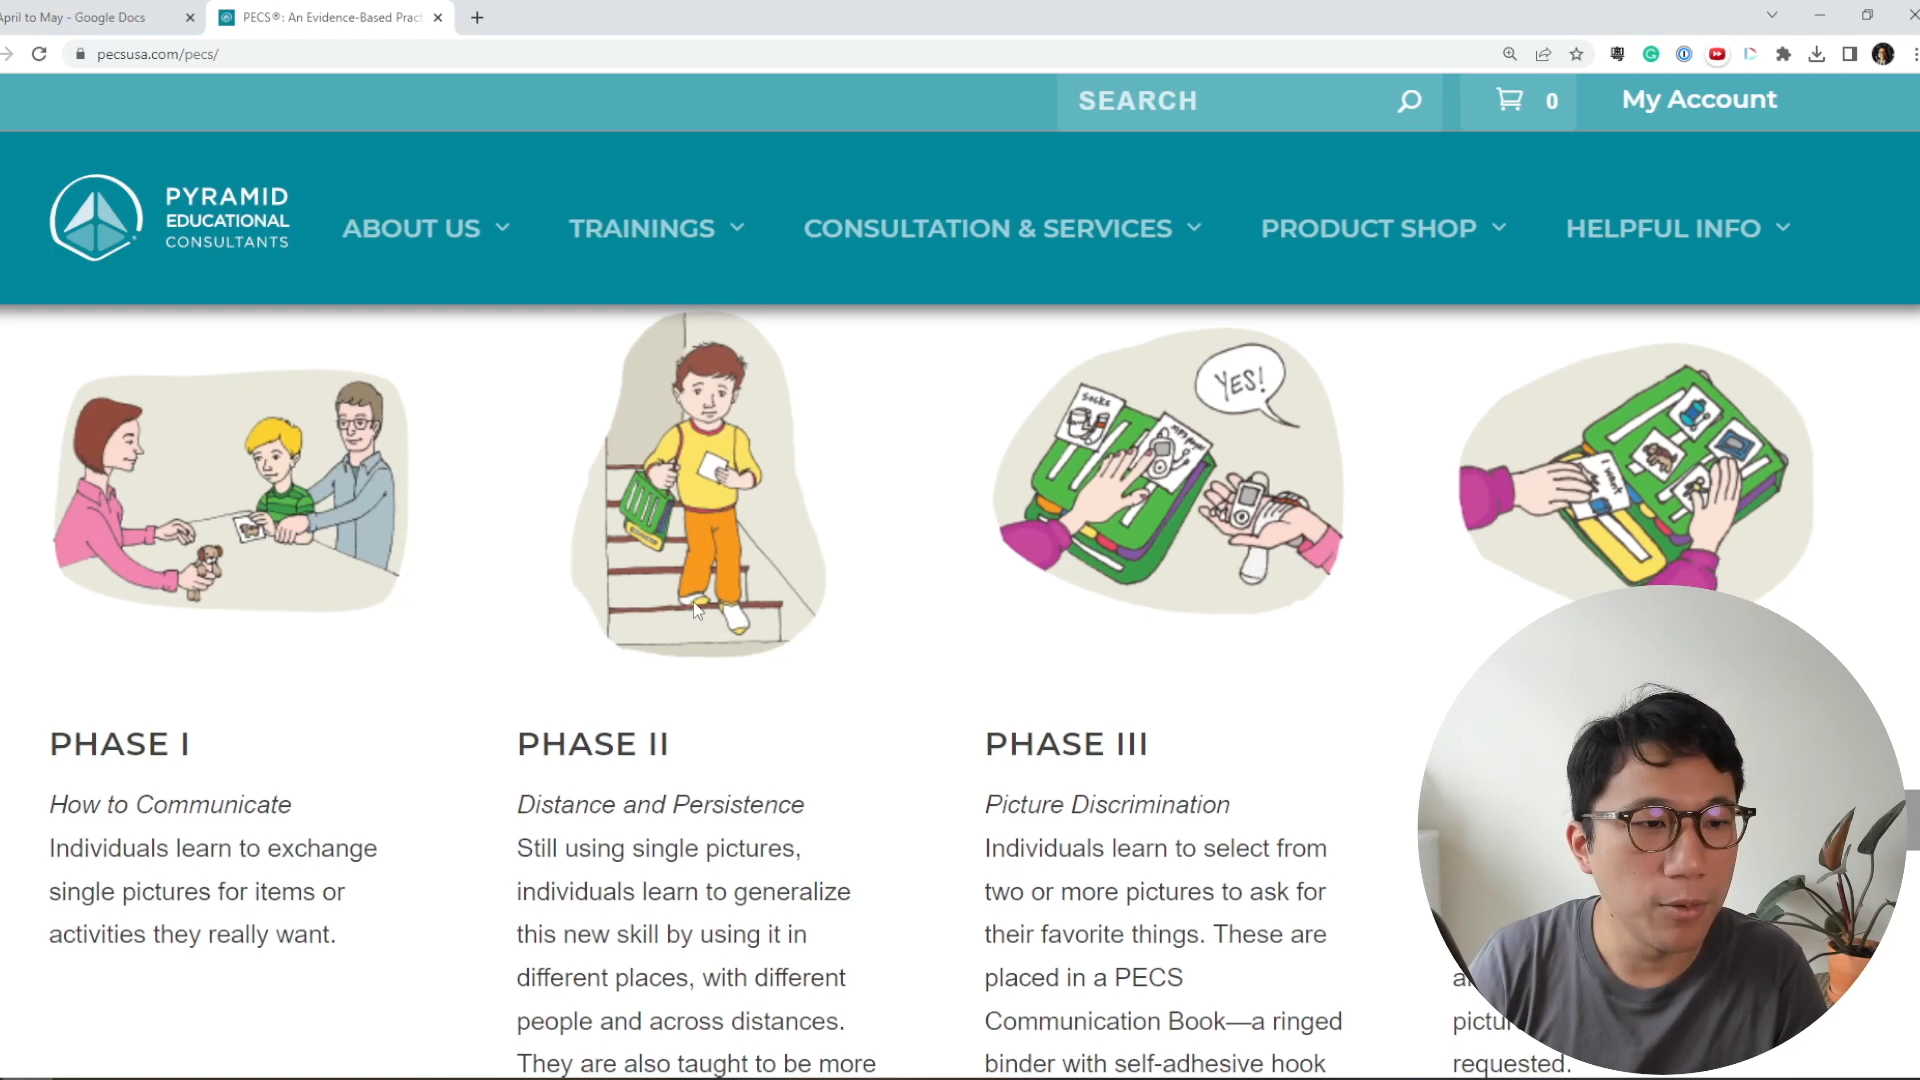 April to May - Google Docs
PECS®: An Evidence-Based Pract
pecsusa.com/pecs/
SEARCH
0
My Account
PYRAMID
EDUCATIONAL
CONSULTANTS
ABOUT US
TRAININGS
CONSULTATION & SERVICES
PRODUCT SHOP
HELPFUL INFO
YES!
socks
MP3 player
I want
PHASE I
How to Communicate
Individuals learn to exchange
single pictures for items or
activities they really want.
PHASE II
Distance and Persistence
Still using single pictures,
individuals learn to generalize
this new skill by using it in
different places, with different
people and across distances.
They are also taught to be more
PHASE III
Picture Discrimination
Individuals learn to select from
two or more pictures to ask for
their favorite things. These are
placed in a PECS
Communication Book—a ringed
binder with self-adhesive hook
requested.